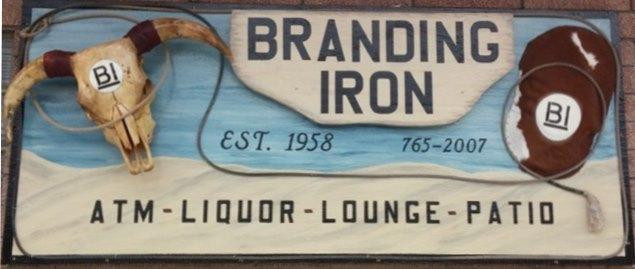 BRANDING
IRON
BI
BI
EST. 1958
765-2007
ATM-LIQUOR-LOUNGE-PATIO